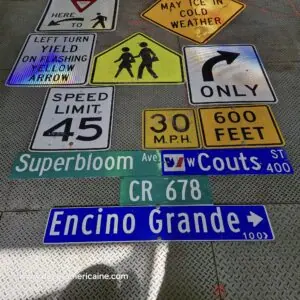 HERE
MAY ICE IN
COLD
WEATHER
LEFT TURN
YIELD
ON FLASHING
YELLOW
ARROW
ONLY
SPEED
LIMIT
45
30
M.P.H.
600
FEET
Superbloom Ave
W Couts ST
400
CR 678
Encino Grande